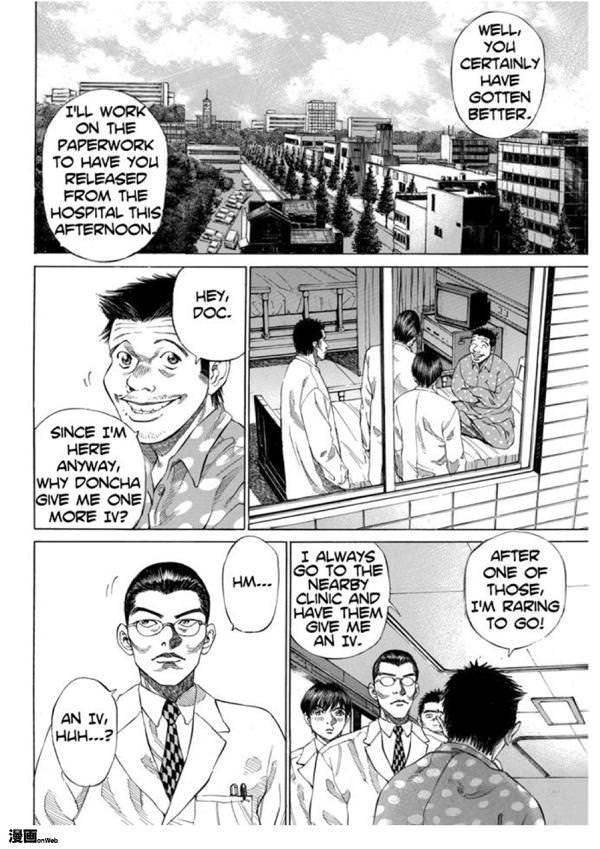 WELL,
YOU
CERTAINLY
HAVE
GOTTEN
BETTER.
I'LL WORK
ON THE
PAPERWORK
TO HAVE YOU
RELEASED
FROM THE
HOSPITAL THIS
AFTERNOON.
HEY,
DOC.
SINCE I'M
HERE
ANYWAY,
WHY DONCHA
GIVE ME ONE
MORE IV?
AFTER
ONE OF
THOSE,
I'M RARING
TO GO!
I ALWAYS
GO TO THE
NEARBY
CLINIC AND
HAVE THEM
GIVE ME
AN IV.
HM...
AN IV,
HUH...?
漫画onWeb